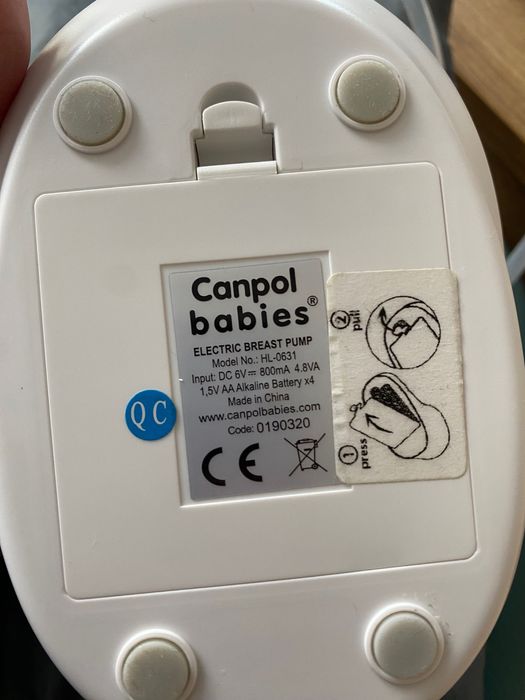 Canpol
babies®
ELECTRIC BREAST PUMP
Model No.: HL-0631
Input: DC 6V⎓ 800mA 4.8VA
1,5V AA Alkaline Battery x4
Made in China
www.canpolbabies.com
Code: 0190320
CE
QC
2 pull
1 press